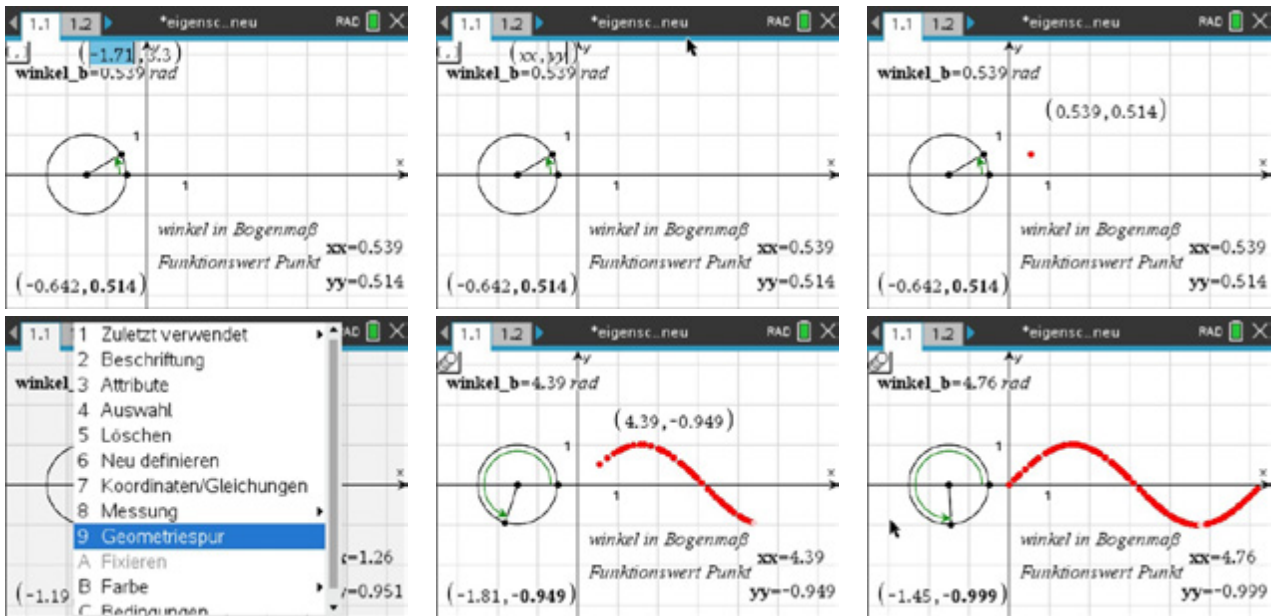 1.1 1.2 *eigensc...neu RAD
(-1.71,3.3) y
winkel_b=0.539 rad
1
x
1
winkel in Bogenmaß
xx=0.539
Funktionswert Punkt
(-0.642,0.514) yy=0.514
1.1 1.2 *eigensc...neu RAD
(xx,yy) y
winkel_b=0.539 rad
1
x
1
winkel in Bogenmaß
xx=0.539
Funktionswert Punkt
(-0.642,0.514) yy=0.514
1.1 1.2 *eigensc...neu RAD
y
winkel_b=0.539 rad
(0.539,0.514)
1
x
1
winkel in Bogenmaß
xx=0.539
Funktionswert Punkt
(-0.642,0.514) yy=0.514
1.1
winkel_
1 Zuletzt verwendet
2 Beschriftung
3 Attribute
4 Auswahl
5 Löschen
6 Neu definieren
7 Koordinaten/Gleichungen
8 Messung
9 Geometriespur
A Fixieren
B Farbe
C Bedingungen
AD
x
x=1.26
(-1.19 /=0.951
1.1 1.2 *eigensc...neu RAD
y
winkel_b=4.39 rad
(4.39,-0.949)
1
x
1
winkel in Bogenmaß
xx=4.39
Funktionswert Punkt
(-1.81,-0.949) yy=-0.949
1.1 1.2 *eigensc...neu RAD
y
winkel_b=4.76 rad
1
x
1
winkel in Bogenmaß
xx=4.76
Funktionswert Punkt
(-1.45,-0.999) yy=-0.999